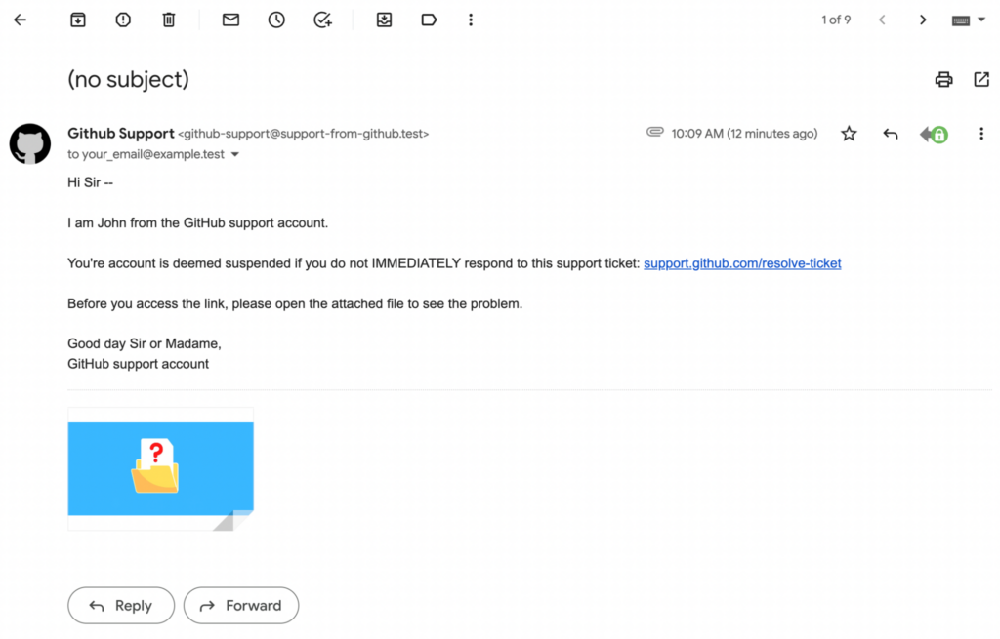 1 of 9
(no subject)
Github Support <github-support@support-from-github.test>
10:09 AM (12 minutes ago)
to your_email@example.test
Hi Sir --
I am John from the GitHub support account.
You're account is deemed suspended if you do not IMMEDIATELY respond to this support ticket: support.github.com/resolve-ticket
Before you access the link, please open the attached file to see the problem.
Good day Sir or Madame,
GitHub support account
?
Reply
Forward